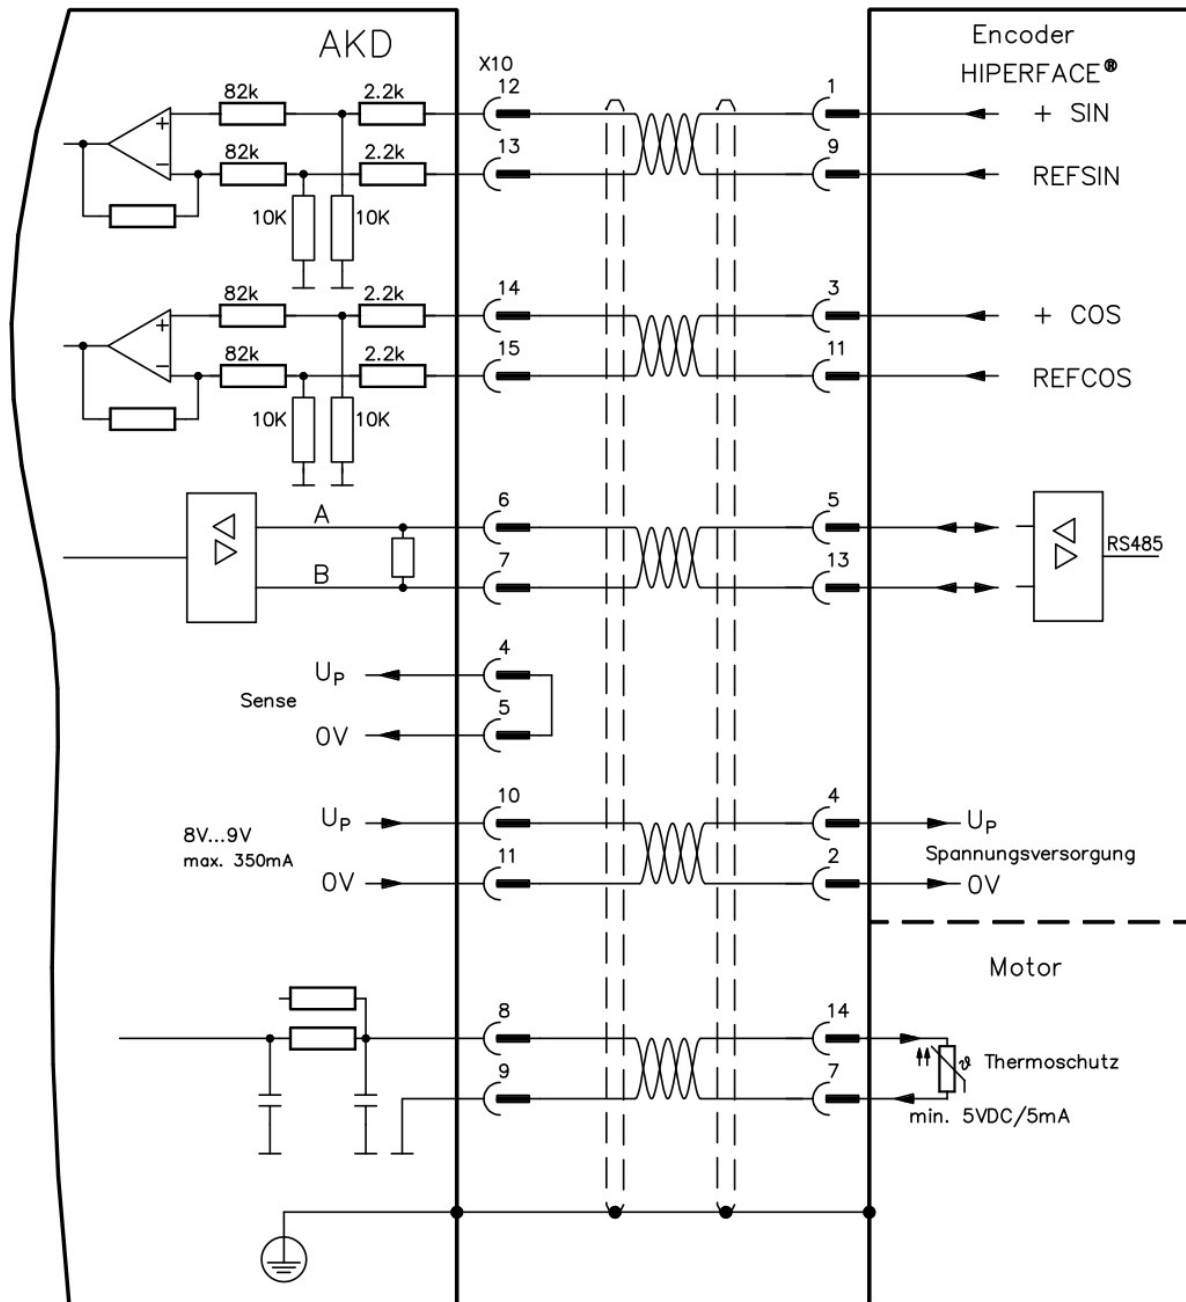 AKD
X10
Encoder
HIPERFACE®
82k 2.2k 12 1 + SIN
82k 2.2k 13 9 REFSIN
10K 10K
82k 2.2k 14 3 + COS
82k 2.2k 15 11 REFCOS
10K 10K
A 6 5
RS485
B 7 13
UP 4
Sense
0V 5
8V...9V
max. 350mA
UP 10 4 UP
Spannungsversorgung
0V 11 2 0V
Motor
8 14
ϑ Thermoschutz
9 7
min. 5VDC/5mA
+
−
+
−